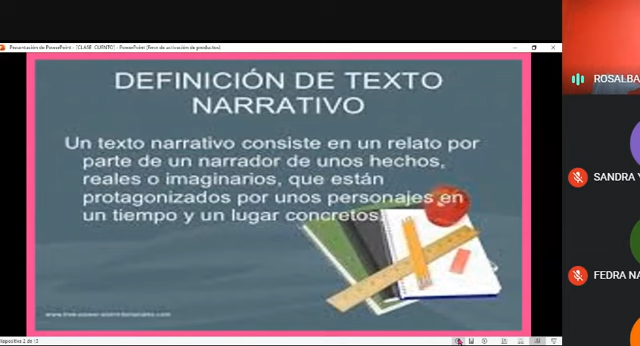 Presentación de PowerPoint - [CLASE_CUENTO] - PowerPoint (Error de activación de productos)
DEFINICIÓN DE TEXTO
NARRATIVO
Un texto narrativo consiste en un relato por
parte de un narrador de unos hechos,
reales o imaginarios, que están
protagonizados por unos personajes en
un tiempo y un lugar concretos.
Diapositiva 2 de 13
ROSALBA
SANDRA Y
FEDRA NA